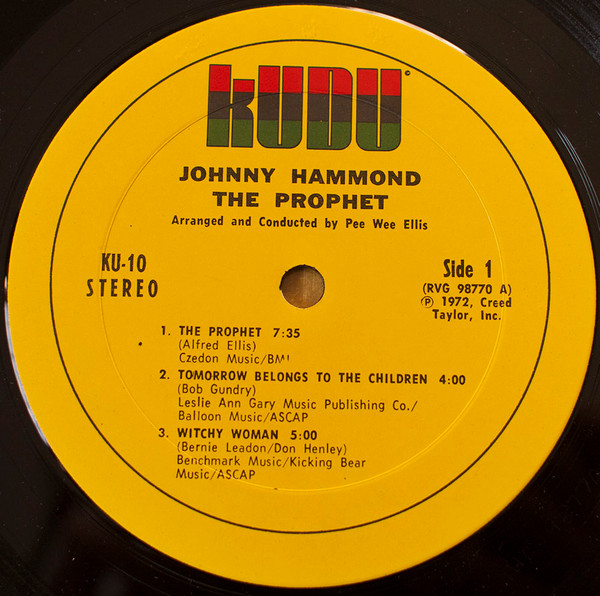 KUDU
JOHNNY HAMMOND
THE PROPHET
Arranged and Conducted by Pee Wee Ellis
KU-10
STEREO
Side 1
(RVG 98770 A)
℗ 1972, Creed
Taylor, Inc.
1. THE PROPHET 7:35
(Alfred Ellis)
Czedon Music/BMI
2. TOMORROW BELONGS TO THE CHILDREN 4:00
(Bob Gundry)
Leslie Ann Gary Music Publishing Co./
Balloon Music/ASCAP
3. WITCHY WOMAN 5:00
(Bernie Leadon/Don Henley)
Benchmark Music/Kicking Bear
Music/ASCAP